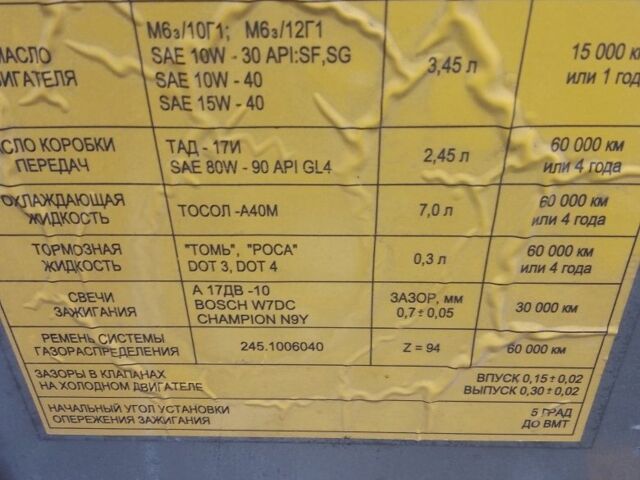 М6з/10Г1; М6з/12Г1
МАСЛО SAE 10W - 30 API:SF,SG 3,45 л 15 000 км
ДВИГАТЕЛЯ SAE 10W - 40 или 1 год
SAE 15W - 40
МАСЛО КОРОБКИ ТАД - 17И 2,45 л 60 000 км
ПЕРЕДАЧ SAE 80W - 90 API GL4 или 4 года
ОХЛАЖДАЮЩАЯ ТОСОЛ -А40М 7,0 л 60 000 км
ЖИДКОСТЬ или 4 года
ТОРМОЗНАЯ "ТОМЬ", "РОСА" 0,3 л 60 000 км
ЖИДКОСТЬ DOT 3, DOT 4 или 4 года
СВЕЧИ А 17ДВ -10 ЗАЗОР, мм 30 000 км
ЗАЖИГАНИЯ BOSCH W7DC 0,7± 0,05
CHAMPION N9Y
РЕМЕНЬ СИСТЕМЫ 245.1006040 Z = 94 60 000 км
ГАЗОРАСПРЕДЕЛЕНИЯ
ЗАЗОРЫ В КЛАПАНАХ ВПУСК 0,15± 0,02
НА ХОЛОДНОМ ДВИГАТЕЛЕ ВЫПУСК 0,30± 0,02
НАЧАЛЬНЫЙ УГОЛ УСТАНОВКИ 5 ГРАД
ОПЕРЕЖЕНИЯ ЗАЖИГАНИЯ ДО ВМТ